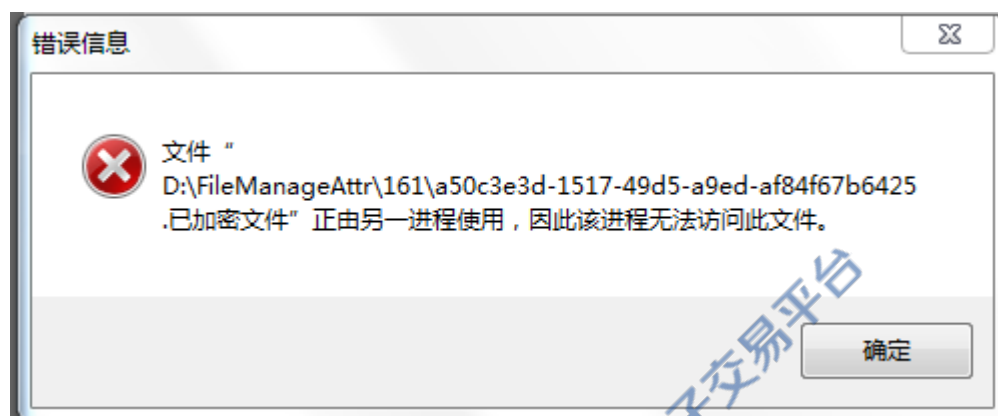 错误信息
文件“
D:\FileManageAttr\161\a50c3e3d-1517-49d5-a9ed-af84f67b6425
.已加密文件”正由另一进程使用，因此该进程无法访问此文件。
子交易平台
确定